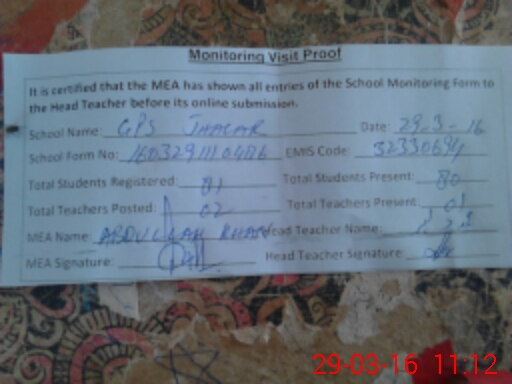 Monitoring Visit Proof
It is certified that the MEA has shown all entries of the School Monitoring Form to
the Head Teacher before its online submission.
School Name: GPS Date: 29-3-16
School Form No: EMIS Code: 32330694
Total Students Registered: 81 Total Students Present: 80
Total Teachers Posted: 02 Total Teachers Present: 01
MEA Name: ABDULLAH KHAN Head Teacher Name:
MEA Signature: Head Teacher Signature:
29-03-16 11:12